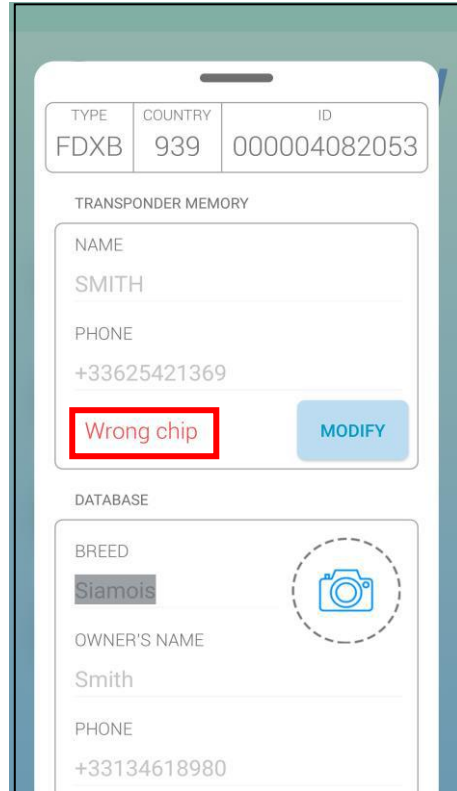 TYPE COUNTRY ID
FDXB 939 000004082053
TRANSPONDER MEMORY
NAME
SMITH
PHONE
+33625421369
Wrong chip MODIFY
DATABASE
BREED
Siamois
OWNER'S NAME
Smith
PHONE
+33134618980